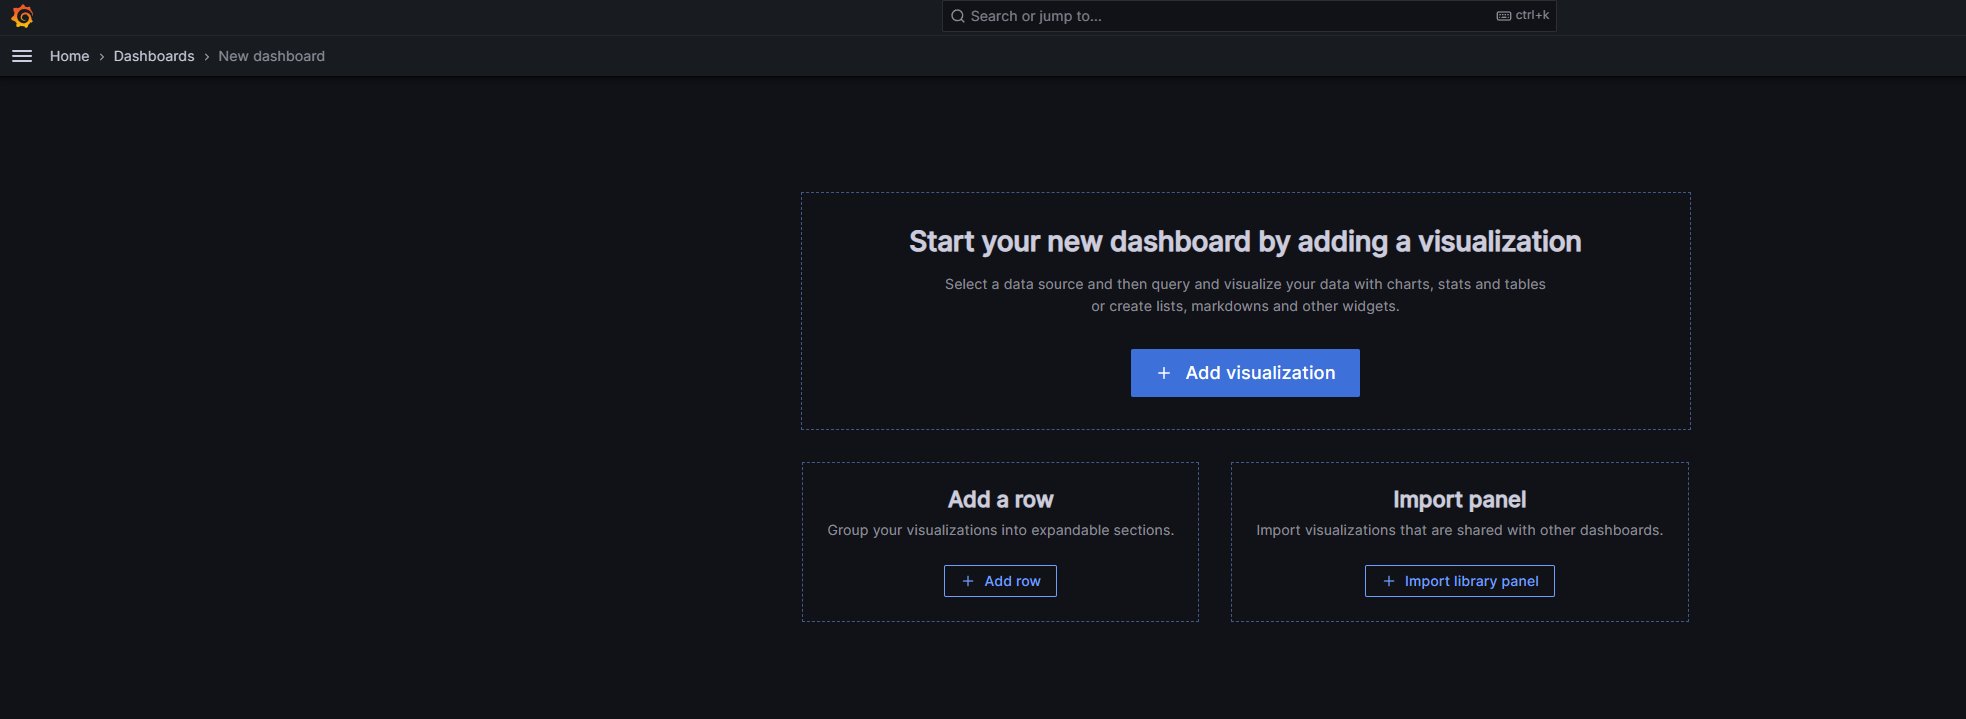 Search or jump to...
ctrl+k
Home › Dashboards › New dashboard
Start your new dashboard by adding a visualization
Select a data source and then query and visualize your data with charts, stats and tables
or create lists, markdowns and other widgets.
+ Add visualization
Add a row
Group your visualizations into expandable sections.
+ Add row
Import panel
Import visualizations that are shared with other dashboards.
+ Import library panel